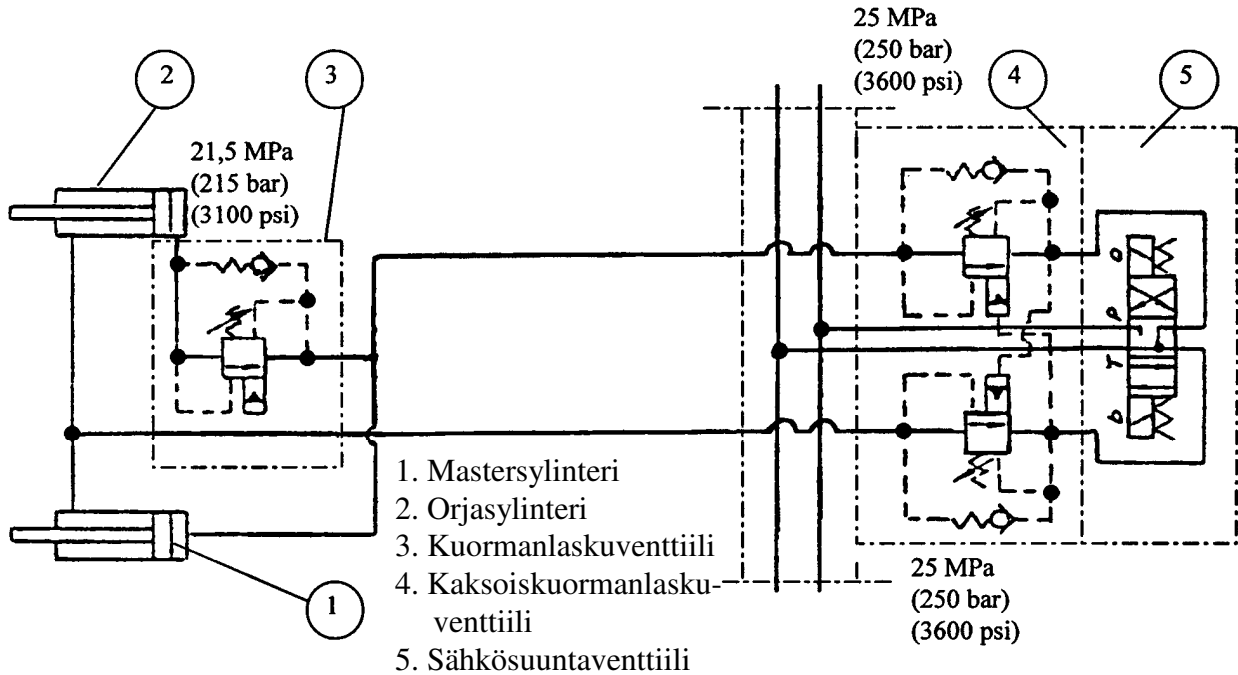 25 MPa
(250 bar)
(3600 psi)
2
3
4
5
21,5 MPa
(215 bar)
(3100 psi)
a
P
T
b
1. Mastersylinteri
2. Orjasylinteri
3. Kuormanlaskuventtiili
4. Kaksoiskuormanlasku-
venttiili
5. Sähkösuuntaventtiili
1
25 MPa
(250 bar)
(3600 psi)